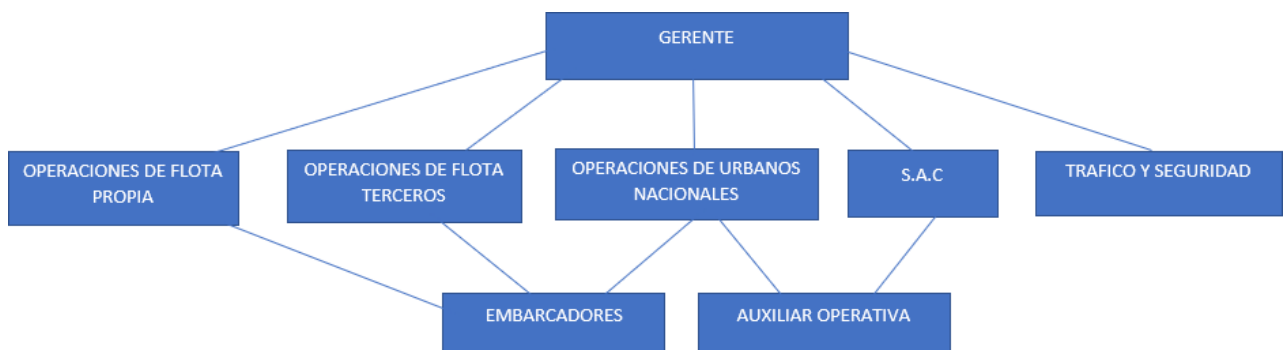 GERENTE
OPERACIONES DE FLOTA
PROPIA
OPERACIONES DE FLOTA
TERCEROS
OPERACIONES DE URBANOS
NACIONALES
S.A.C
TRAFICO Y SEGURIDAD
EMBARCADORES
AUXILIAR OPERATIVA